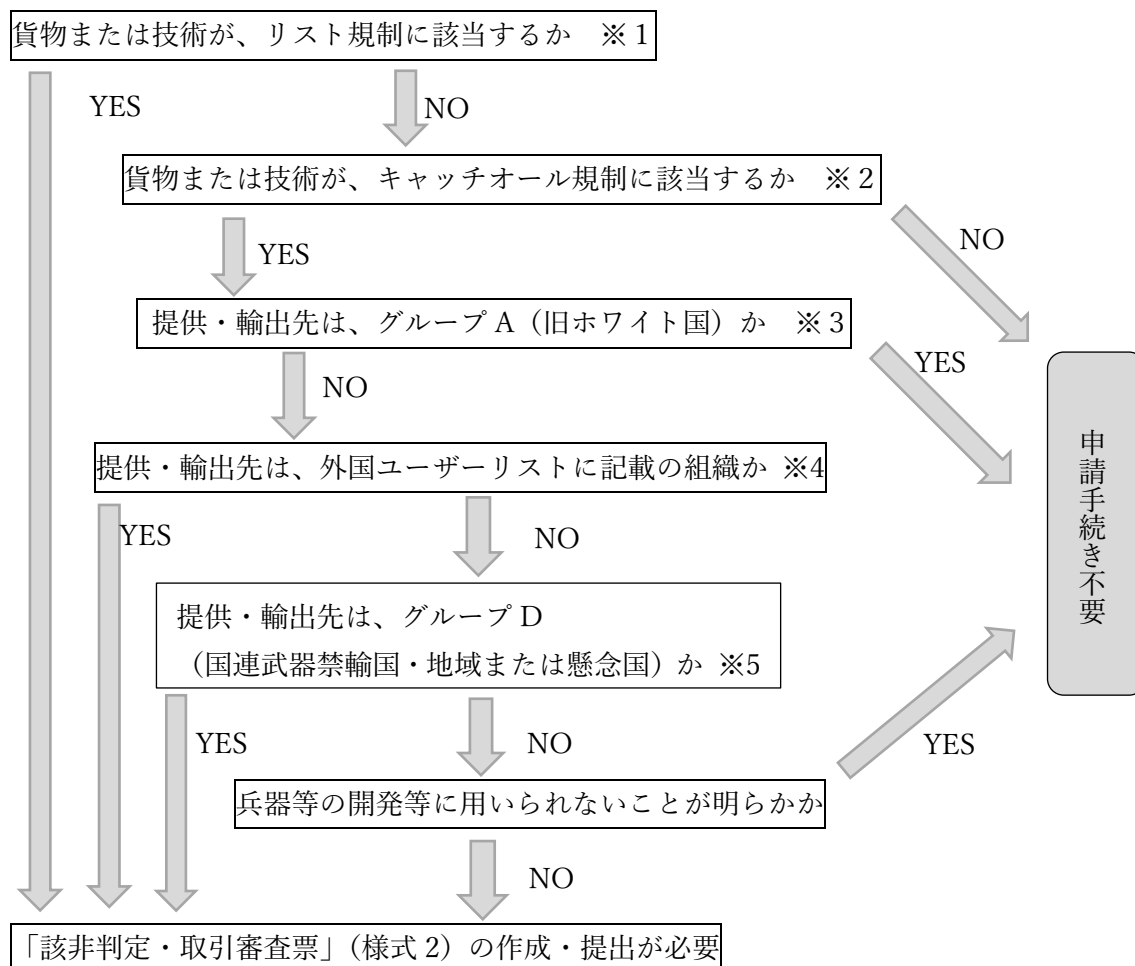 貨物または技術が、リスト規制に該当するか ※1
YES
NO
貨物または技術が、キャッチオール規制に該当するか ※2
NO
YES
提供・輸出先は、グループ A（旧ホワイト国）か ※3
YES
NO
提供・輸出先は、外国ユーザーリストに記載の組織か ※4
YES
NO
提供・輸出先は、グループ D
（国連武器禁輸国・地域または懸念国）か ※5
YES
NO
YES
兵器等の開発等に用いられないことが明らかか
NO
「該非判定・取引審査票」（様式 2）の作成・提出が必要
申請手続き不要